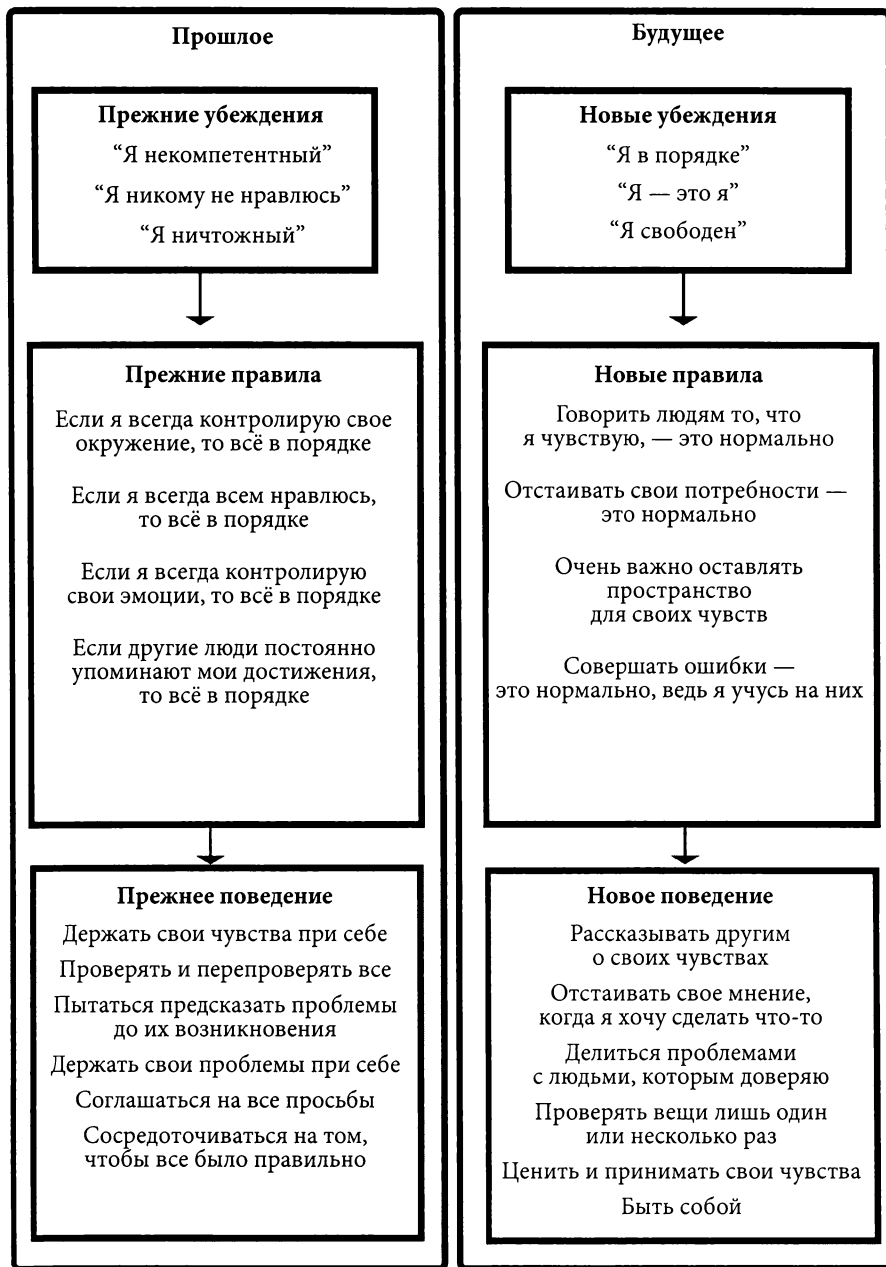 Прошлое
Прежние убеждения
“Я некомпетентный”
“Я никому не нравлюсь”
“Я ничтожный”
Прежние правила
Если я всегда контролирую свое
окружение, то всё в порядке
Если я всегда всем нравлюсь,
то всё в порядке
Если я всегда контролирую
свои эмоции, то всё в порядке
Если другие люди постоянно
упоминают мои достижения,
то всё в порядке
Прежнее поведение
Держать свои чувства при себе
Проверять и перепроверять все
Пытаться предсказать проблемы
до их возникновения
Держать свои проблемы при себе
Соглашаться на все просьбы
Сосредоточиваться на том,
чтобы все было правильно
Будущее
Новые убеждения
“Я в порядке”
“Я — это я”
“Я свободен”
Новые правила
Говорить людям то, что
я чувствую, — это нормально
Отстаивать свои потребности —
это нормально
Очень важно оставлять
пространство
для своих чувств
Совершать ошибки —
это нормально, ведь я учусь на них
Новое поведение
Рассказывать другим
о своих чувствах
Отстаивать свое мнение,
когда я хочу сделать что-то
Делиться проблемами
с людьми, которым доверяю
Проверять вещи лишь один
или несколько раз
Ценить и принимать свои чувства
Быть собой